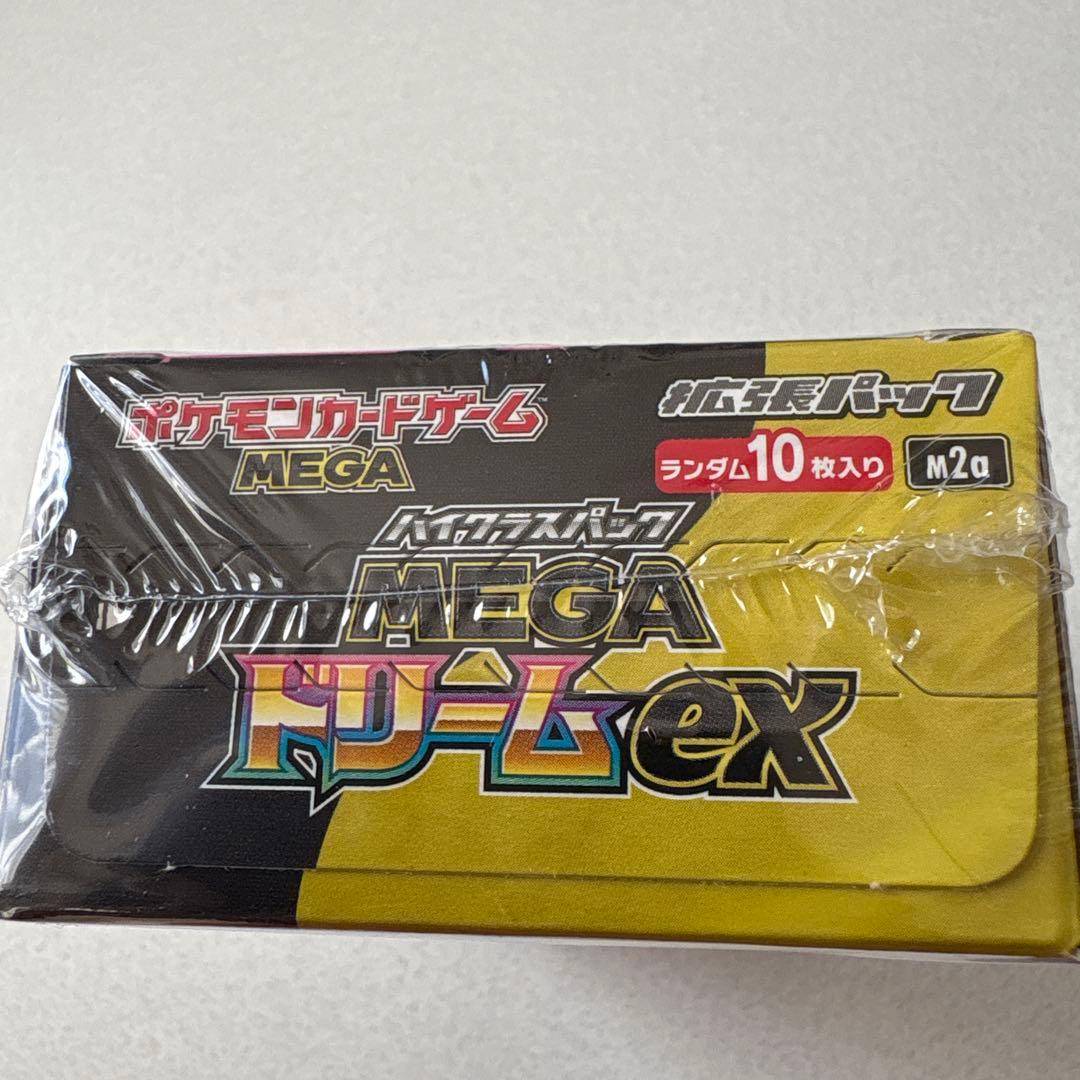 ポケモンカードゲーム™
MEGA
拡張パック
ランダム10枚入り
M2a
ハイクラスパック
MEGA
ドリームex